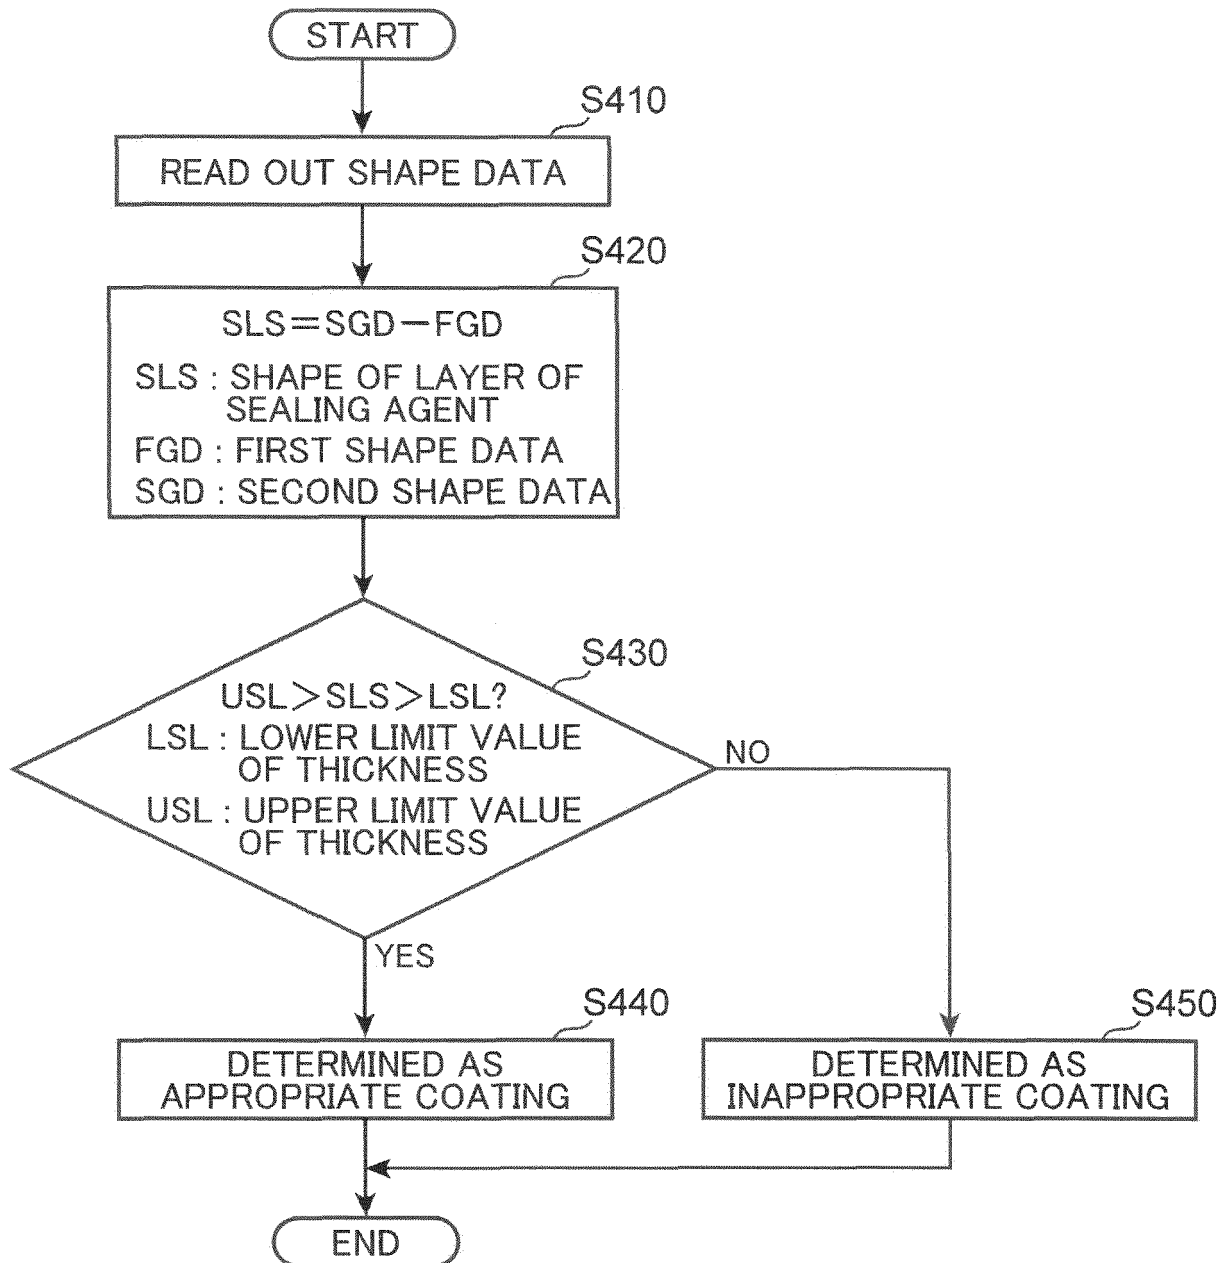 START
S410
READ OUT SHAPE DATA
S420
SLS=SGD-FGD
SLS : SHAPE OF LAYER OF
SEALING AGENT
FGD : FIRST SHAPE DATA
SGD : SECOND SHAPE DATA
S430
USL>SLS>LSL?
LSL : LOWER LIMIT VALUE
OF THICKNESS
USL : UPPER LIMIT VALUE
OF THICKNESS
NO
YES
S440
DETERMINED AS
APPROPRIATE COATING
S450
DETERMINED AS
INAPPROPRIATE COATING
END